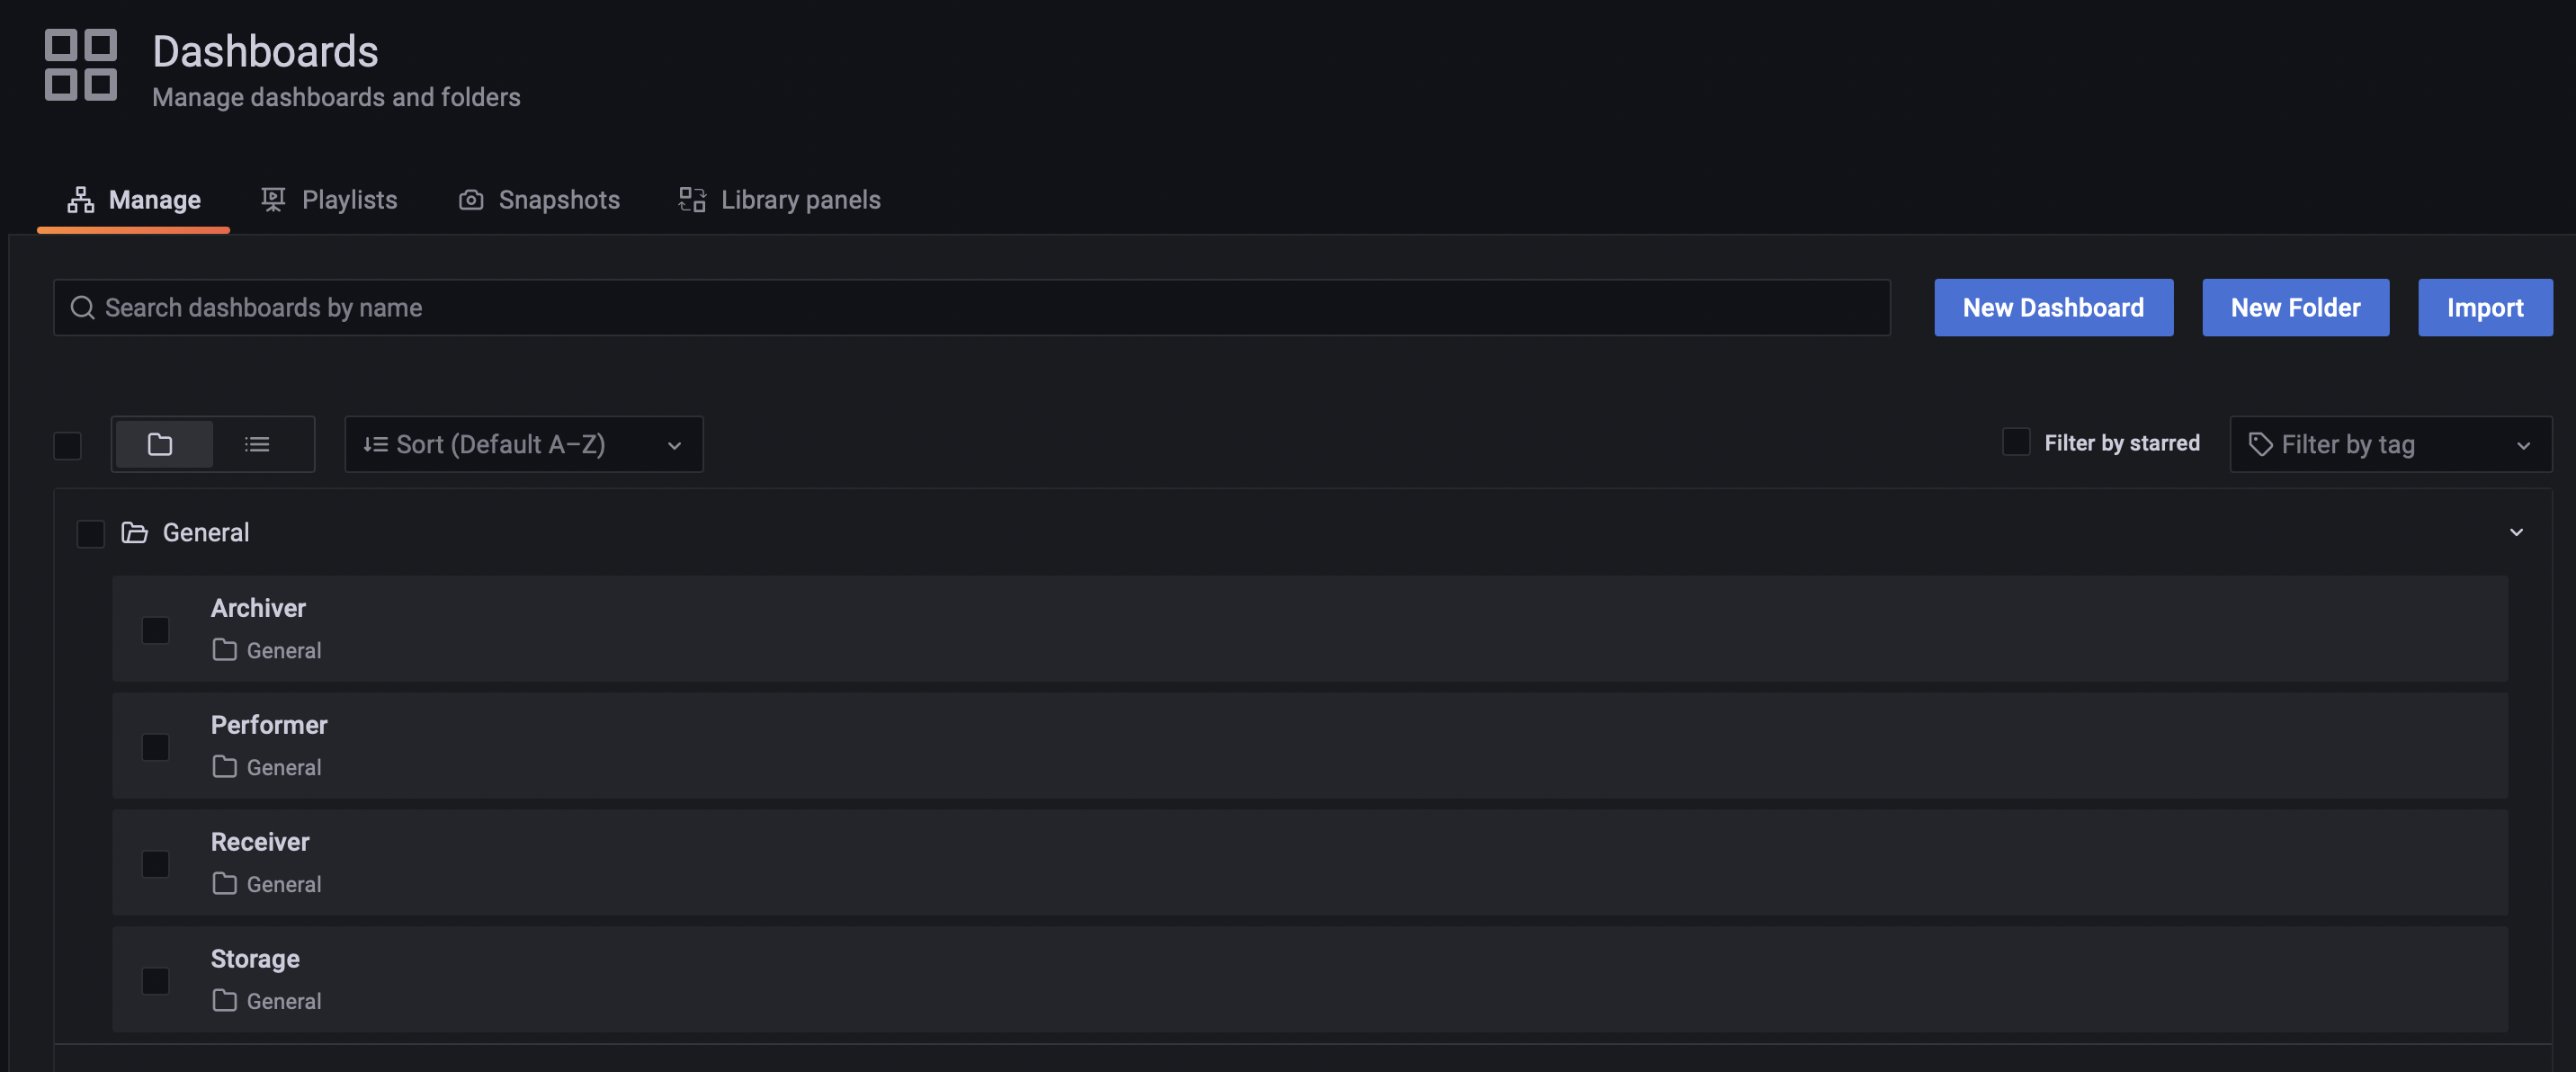 Dashboards
Manage dashboards and folders
Manage Playlists Snapshots Library panels
Search dashboards by name New Dashboard New Folder Import
Sort (Default A–Z) Filter by starred Filter by tag
General
Archiver
General
Performer
General
Receiver
General
Storage
General